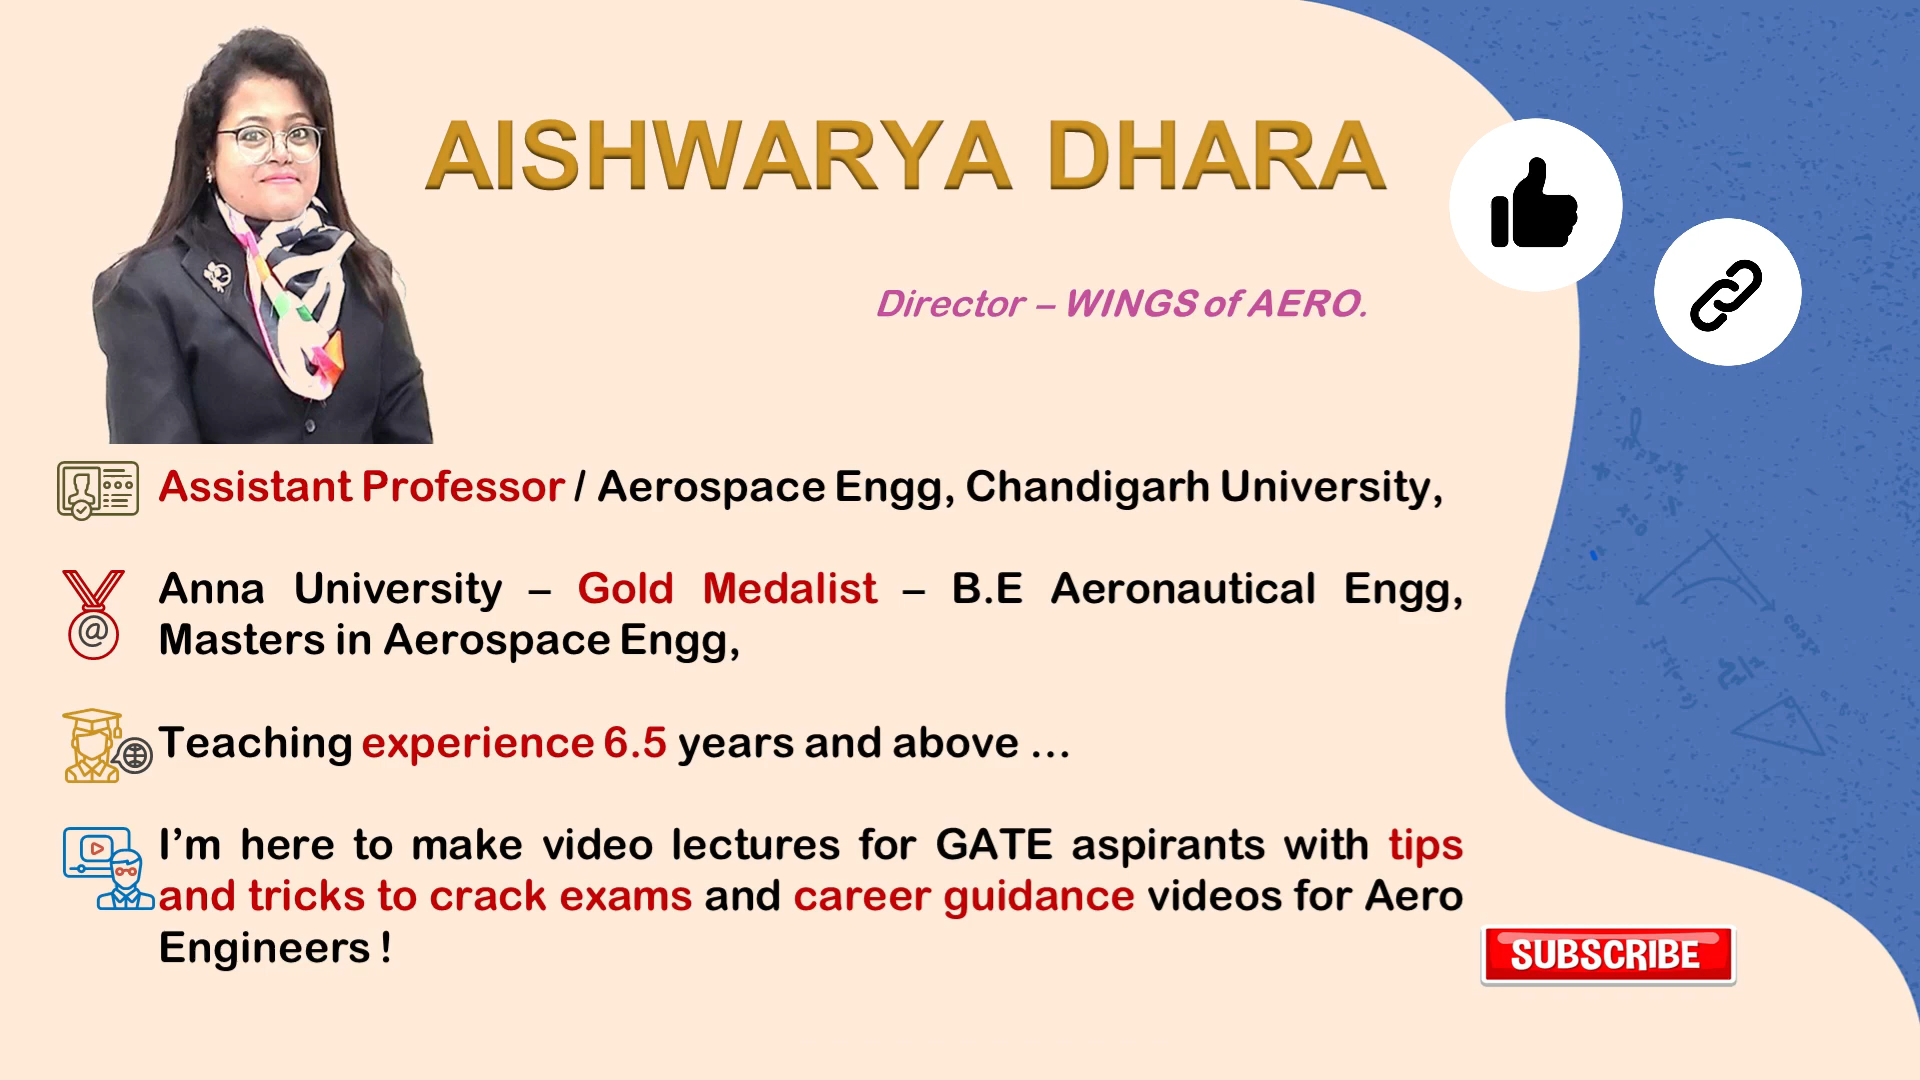 AISHWARYA DHARA
Director – WINGS of AERO.
Assistant Professor / Aerospace Engg, Chandigarh University,
Anna University – Gold Medalist – B.E Aeronautical Engg,
Masters in Aerospace Engg,
Teaching experience 6.5 years and above ...
I’m here to make video lectures for GATE aspirants with tips
and tricks to crack exams and career guidance videos for Aero
Engineers !
SUBSCRIBE